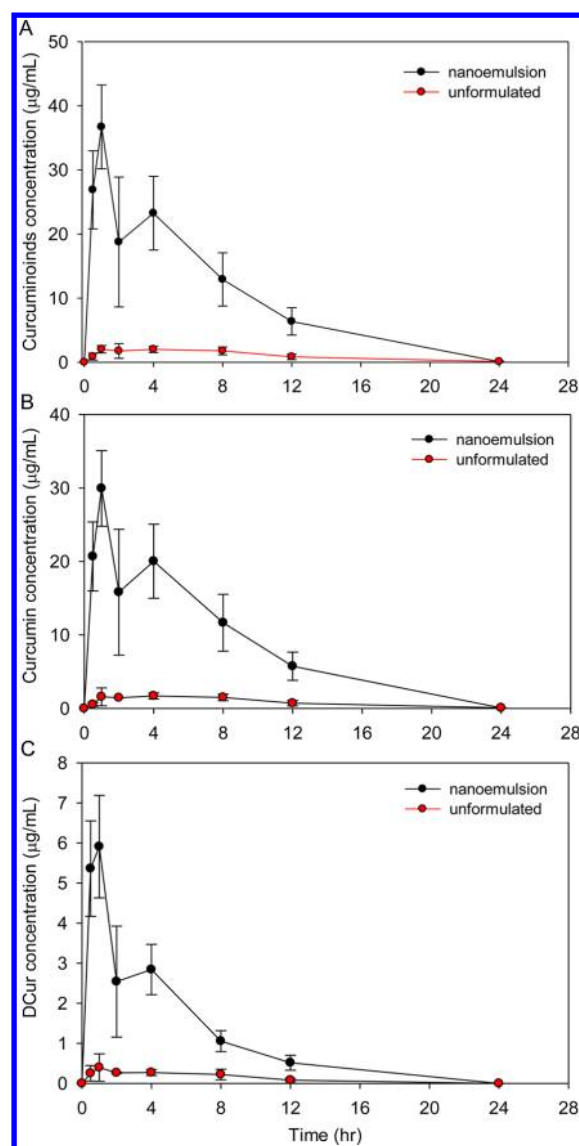 A
50
40
30
20
10
0
Curcuminoinds concentration (μg/mL)
nanoemulsion
unformulated
0 4 8 12 16 20 24 28
B
40
30
20
10
0
Curcumin concentration (μg/mL)
nanoemulsion
unformulated
0 4 8 12 16 20 24 28
C
8
7
6
5
4
3
2
1
0
DCur concentration (μg/mL)
nanoemulsion
unformulated
0 4 8 12 16 20 24 28
Time (hr)